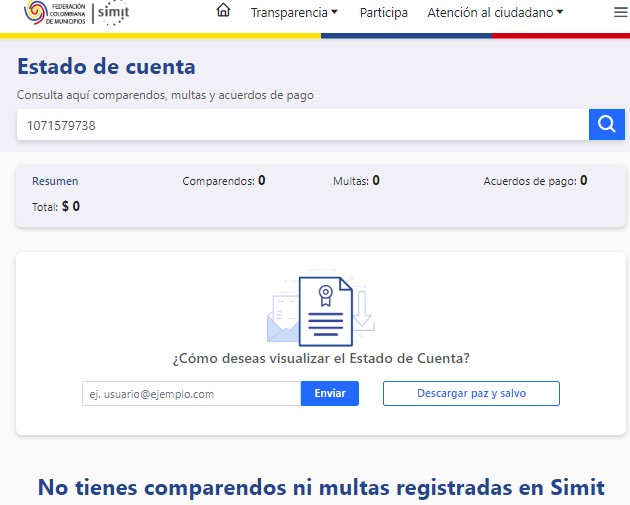 FEDERACIÓN
COLOMBIANA
DE MUNICIPIOS
simit
Transparencia
Participa
Atención al ciudadano
Estado de cuenta
Consulta aquí comparendos, multas y acuerdos de pago
1071579738
Resumen
Comparendos: 0
Multas: 0
Acuerdos de pago: 0
Total: $ 0
¿Cómo deseas visualizar el Estado de Cuenta?
ej. usuario@ejemplo.com
Enviar
Descargar paz y salvo
No tienes comparendos ni multas registradas en Simit